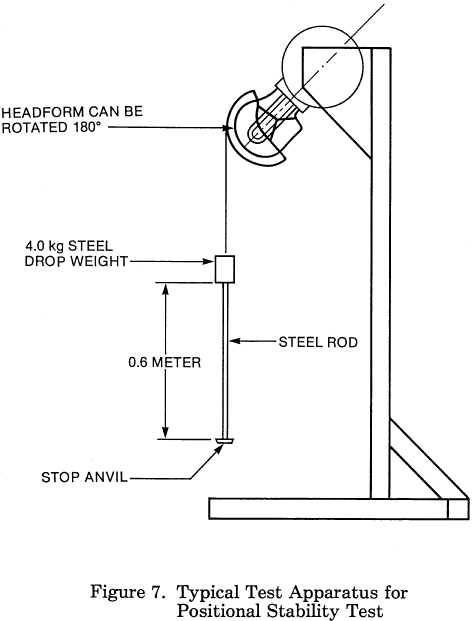 HEADFORM CAN BE
ROTATED 180°
4.0 kg STEEL
DROP WEIGHT
STEEL ROD
0.6 METER
STOP ANVIL
Figure 7. Typical Test Apparatus for
Positional Stability Test